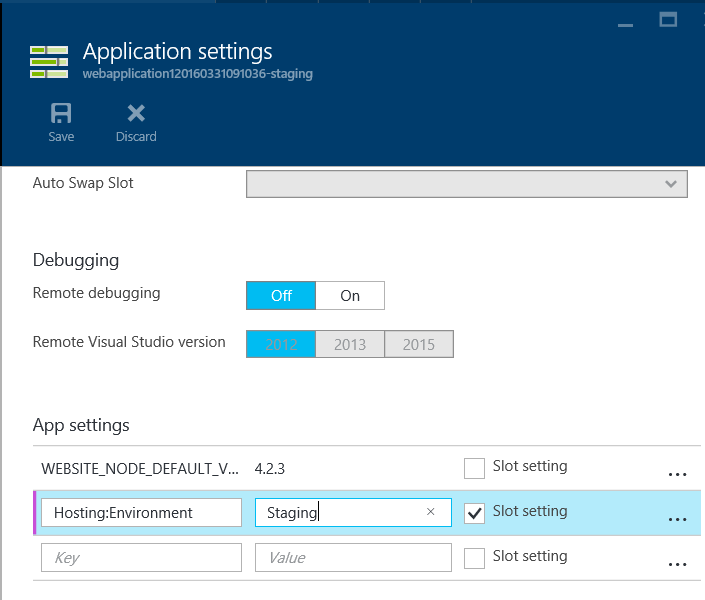 Application settings
webapplication120160331091036-staging
Save Discard
Auto Swap Slot
Debugging
Remote debugging Off On
Remote Visual Studio version 2012 2013 2015
App settings
WEBSITE_NODE_DEFAULT_V... 4.2.3 Slot setting ...
Hosting:Environment Staging × Slot setting ...
Key Value Slot setting ...